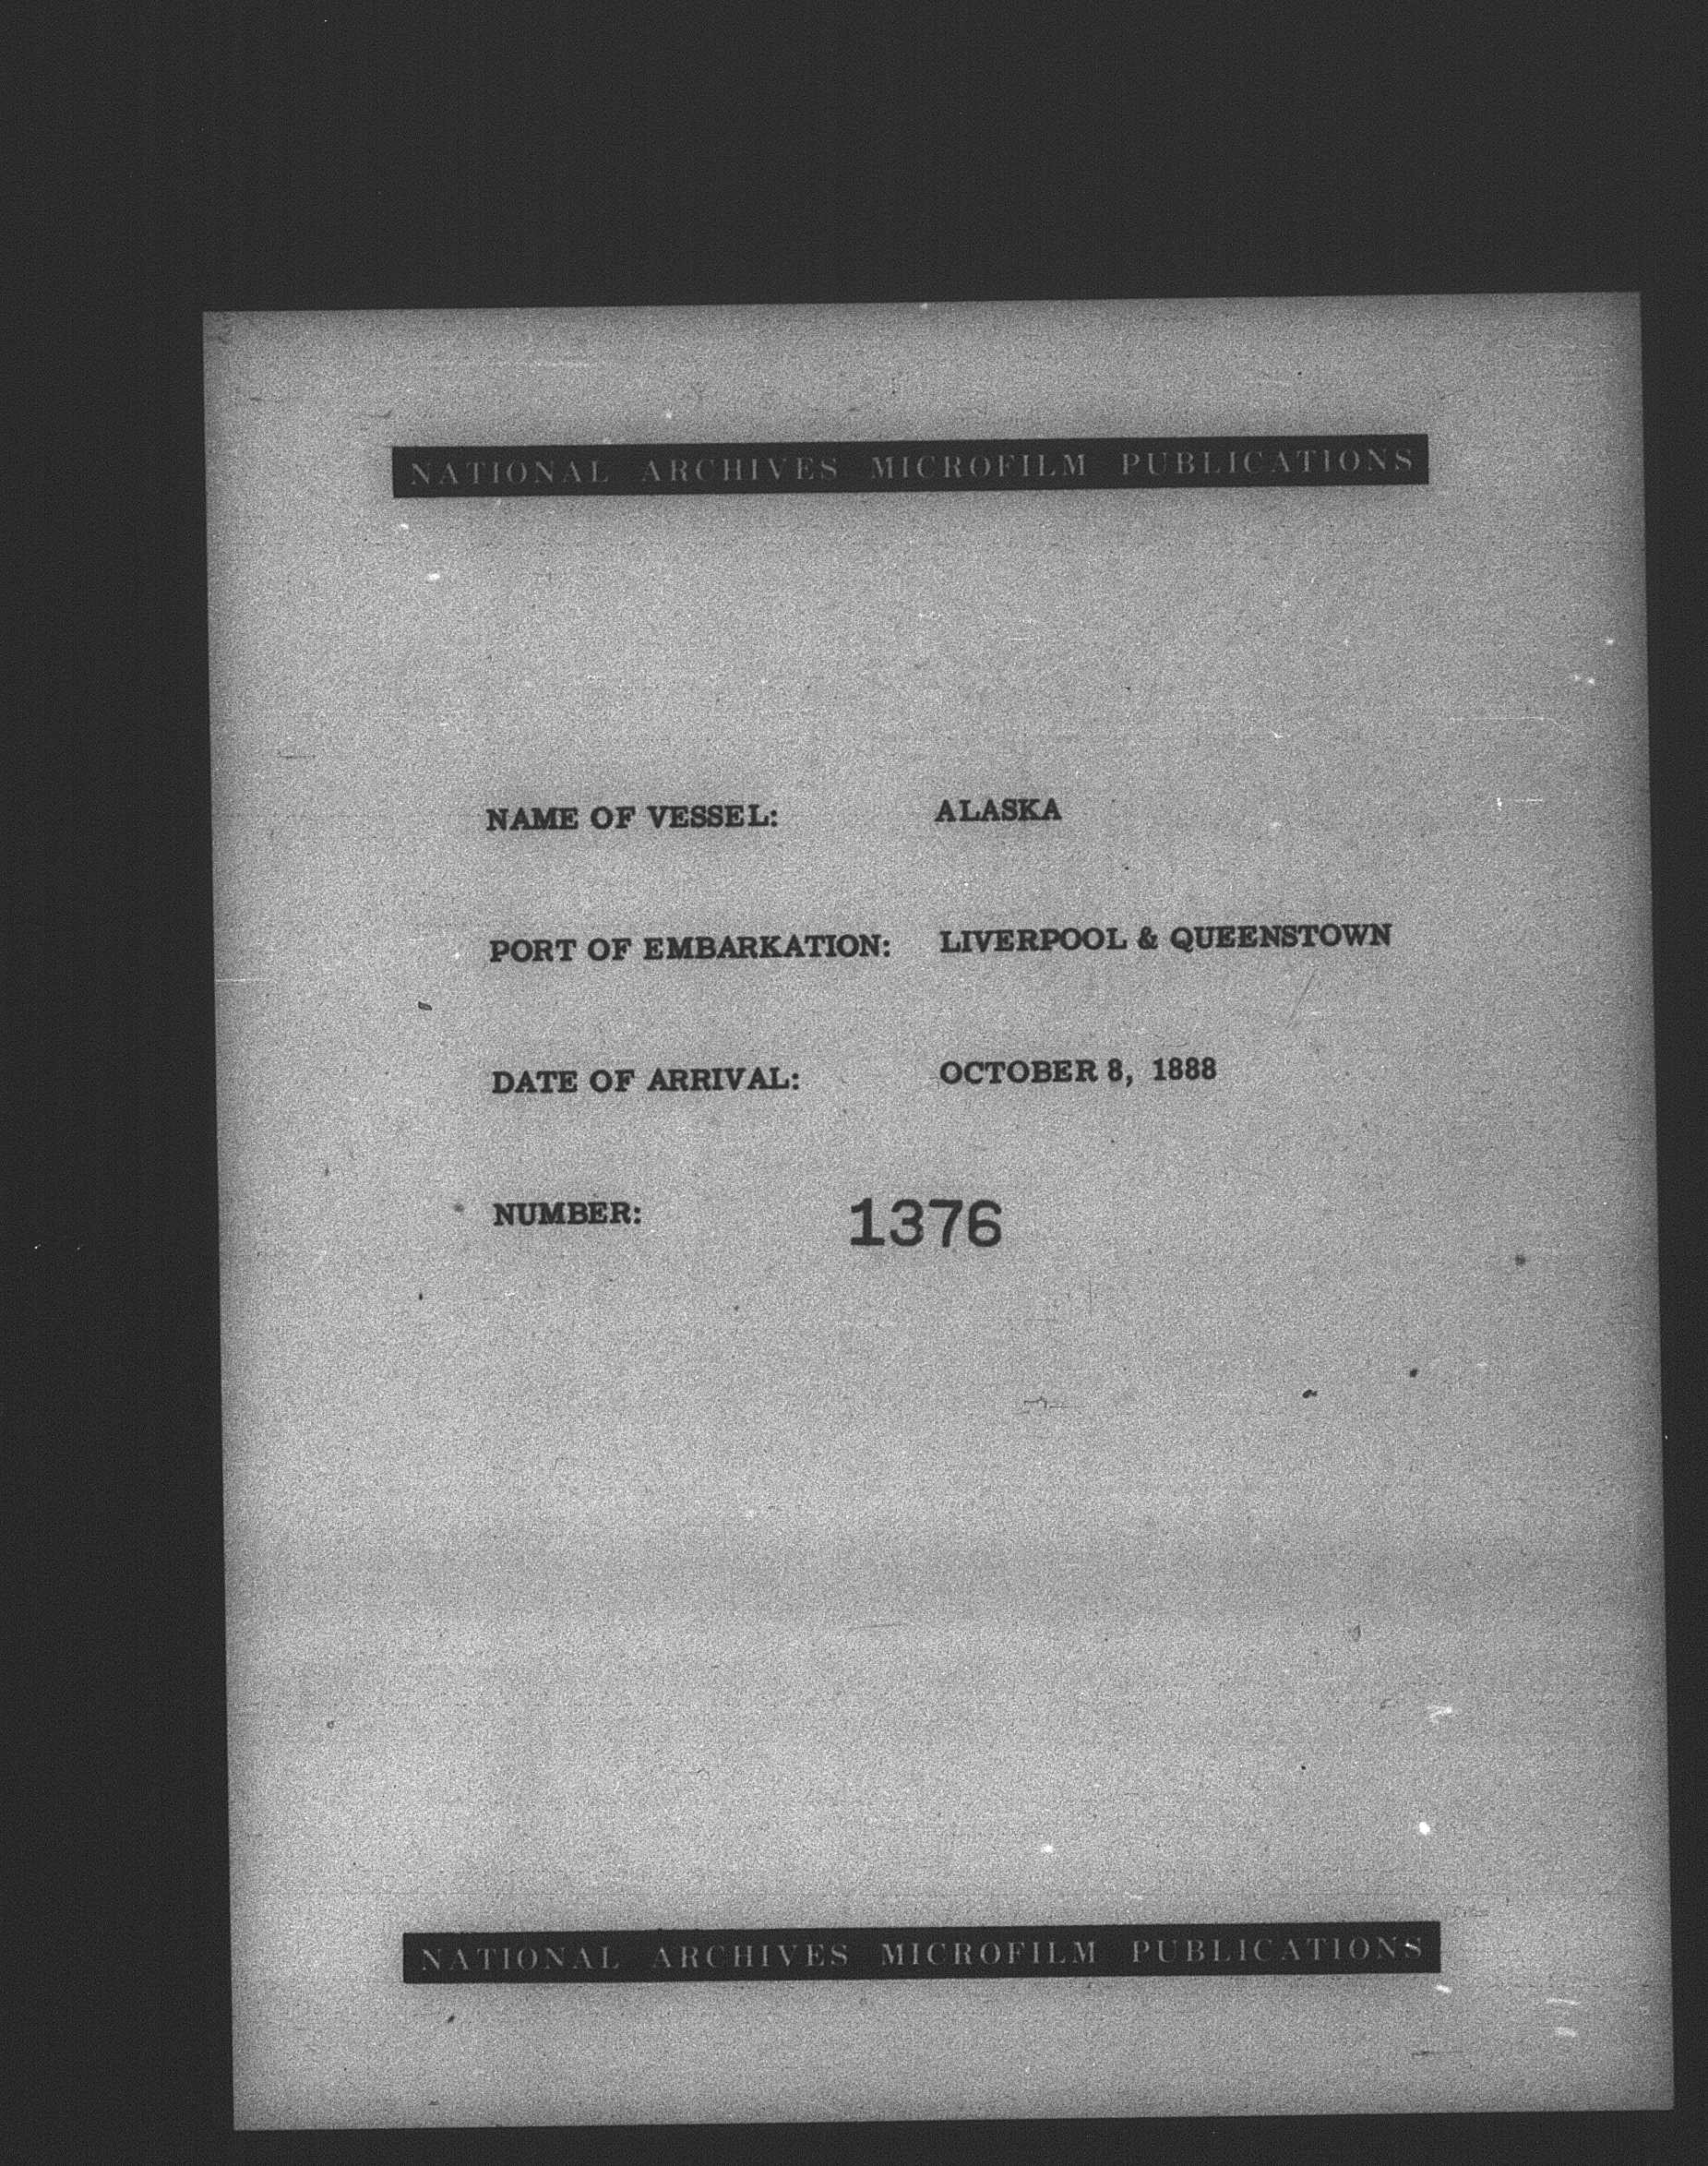 NATIONAL ARCHIVES MICROFILM PUBLICATIONS
NAME OF VESSEL: ALASKA
PORT OF EMBARKATION: LIVERPOOL & QUEENSTOWN
DATE OF ARRIVAL: OCTOBER 8, 1888
NUMBER: 1376
NATIONAL ARCHIVES MICROFILM PUBLICATIONS